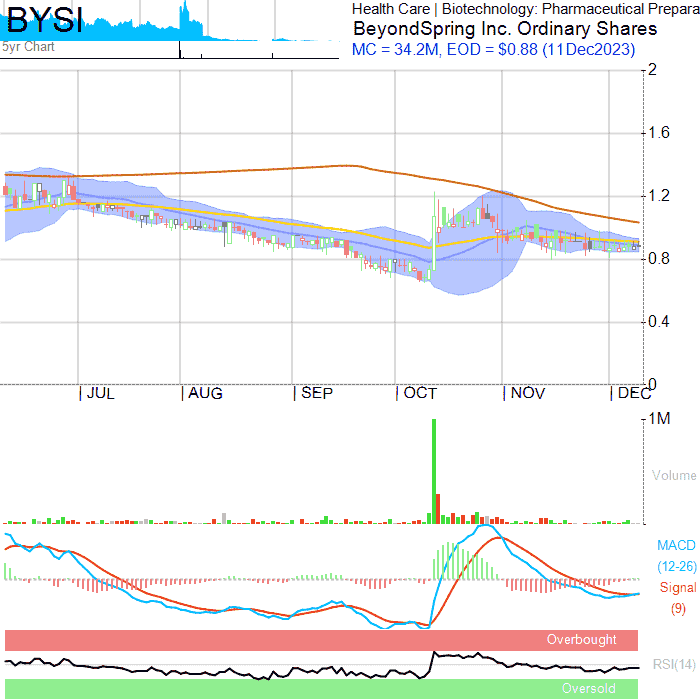 BYSI
Health Care | Biotechnology: Pharmaceutical Prepara
BeyondSpring Inc. Ordinary Shares
5yr Chart
MC = 34.2M, EOD = $0.88 (11Dec2023)
2
1.6
1.2
0.8
0.4
0
JUL AUG SEP OCT NOV DEC
1M
Volume
MACD
(12-26)
Signal
(9)
Overbought
RSI(14)
Oversold